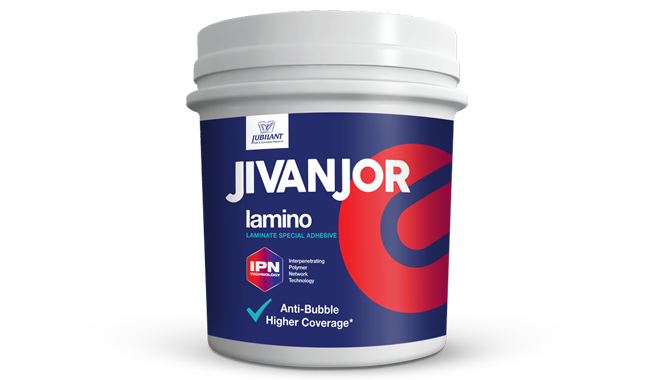 JUBILANT
JIVANJOR
lamino
LAMINATE SPECIAL ADHESIVE
IPN
TECHNOLOGY
Interpenetrating
Polymer
Network
Technology
Anti-Bubble
Higher Coverage*